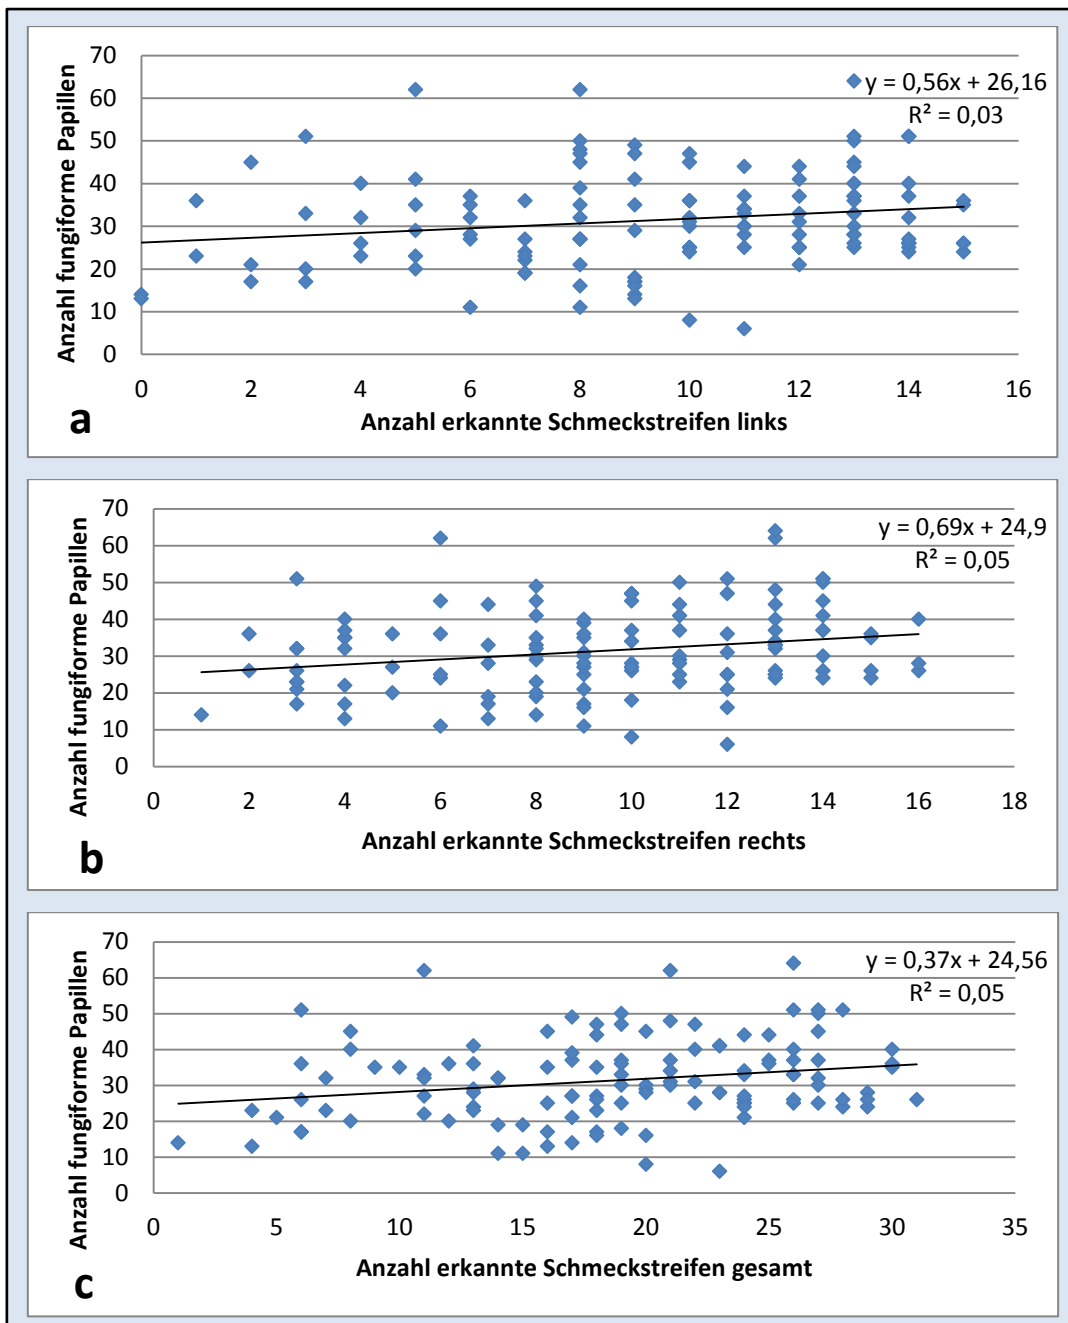 70
60
50
40
30
20
10
0
Anzahl fungiforme Papillen
y = 0,56x + 26,16
R² = 0,03
0 2 4 6 8 10 12 14 16
Anzahl erkannte Schmeckstreifen links
a
70
60
50
40
30
20
10
0
Anzahl fungiforme Papillen
y = 0,69x + 24,9
R² = 0,05
0 2 4 6 8 10 12 14 16 18
Anzahl erkannte Schmeckstreifen rechts
b
70
60
50
40
30
20
10
0
Anzahl fungiforme Papillen
y = 0,37x + 24,56
R² = 0,05
0 5 10 15 20 25 30 35
Anzahl erkannte Schmeckstreifen gesamt
c